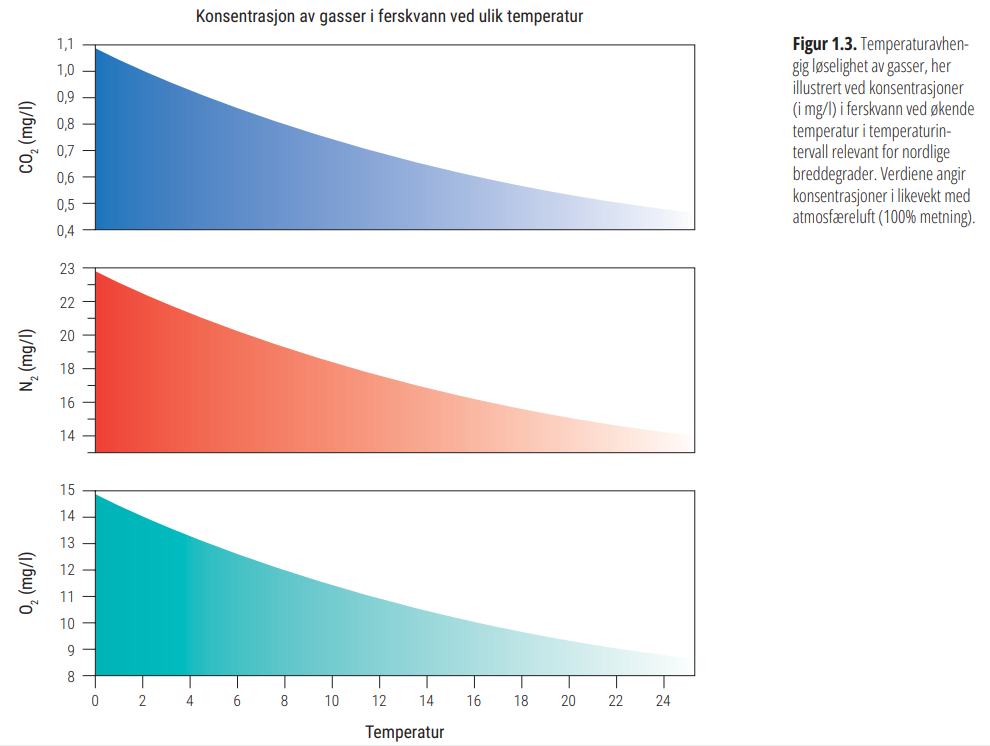 Konsentrasjon av gasser i ferskvann ved ulik temperatur
1,1
1,0
0,9
0,8
0,7
0,6
0,5
0,4
CO2 (mg/l)
23
22
20
18
16
14
N2 (mg/l)
15
14
13
12
11
10
9
8
O2 (mg/l)
0 2 4 6 8 10 12 14 16 18 20 22 24
Temperatur
Figur 1.3. Temperaturavhen-
gig løselighet av gasser, her
illustrert ved konsentrasjoner
(i mg/l) i ferskvann ved økende
temperatur i temperaturin-
tervall relevant for nordlige
breddegrader. Verdiene angir
konsentrasjoner i likevekt med
atmosfæreluft (100% metning).